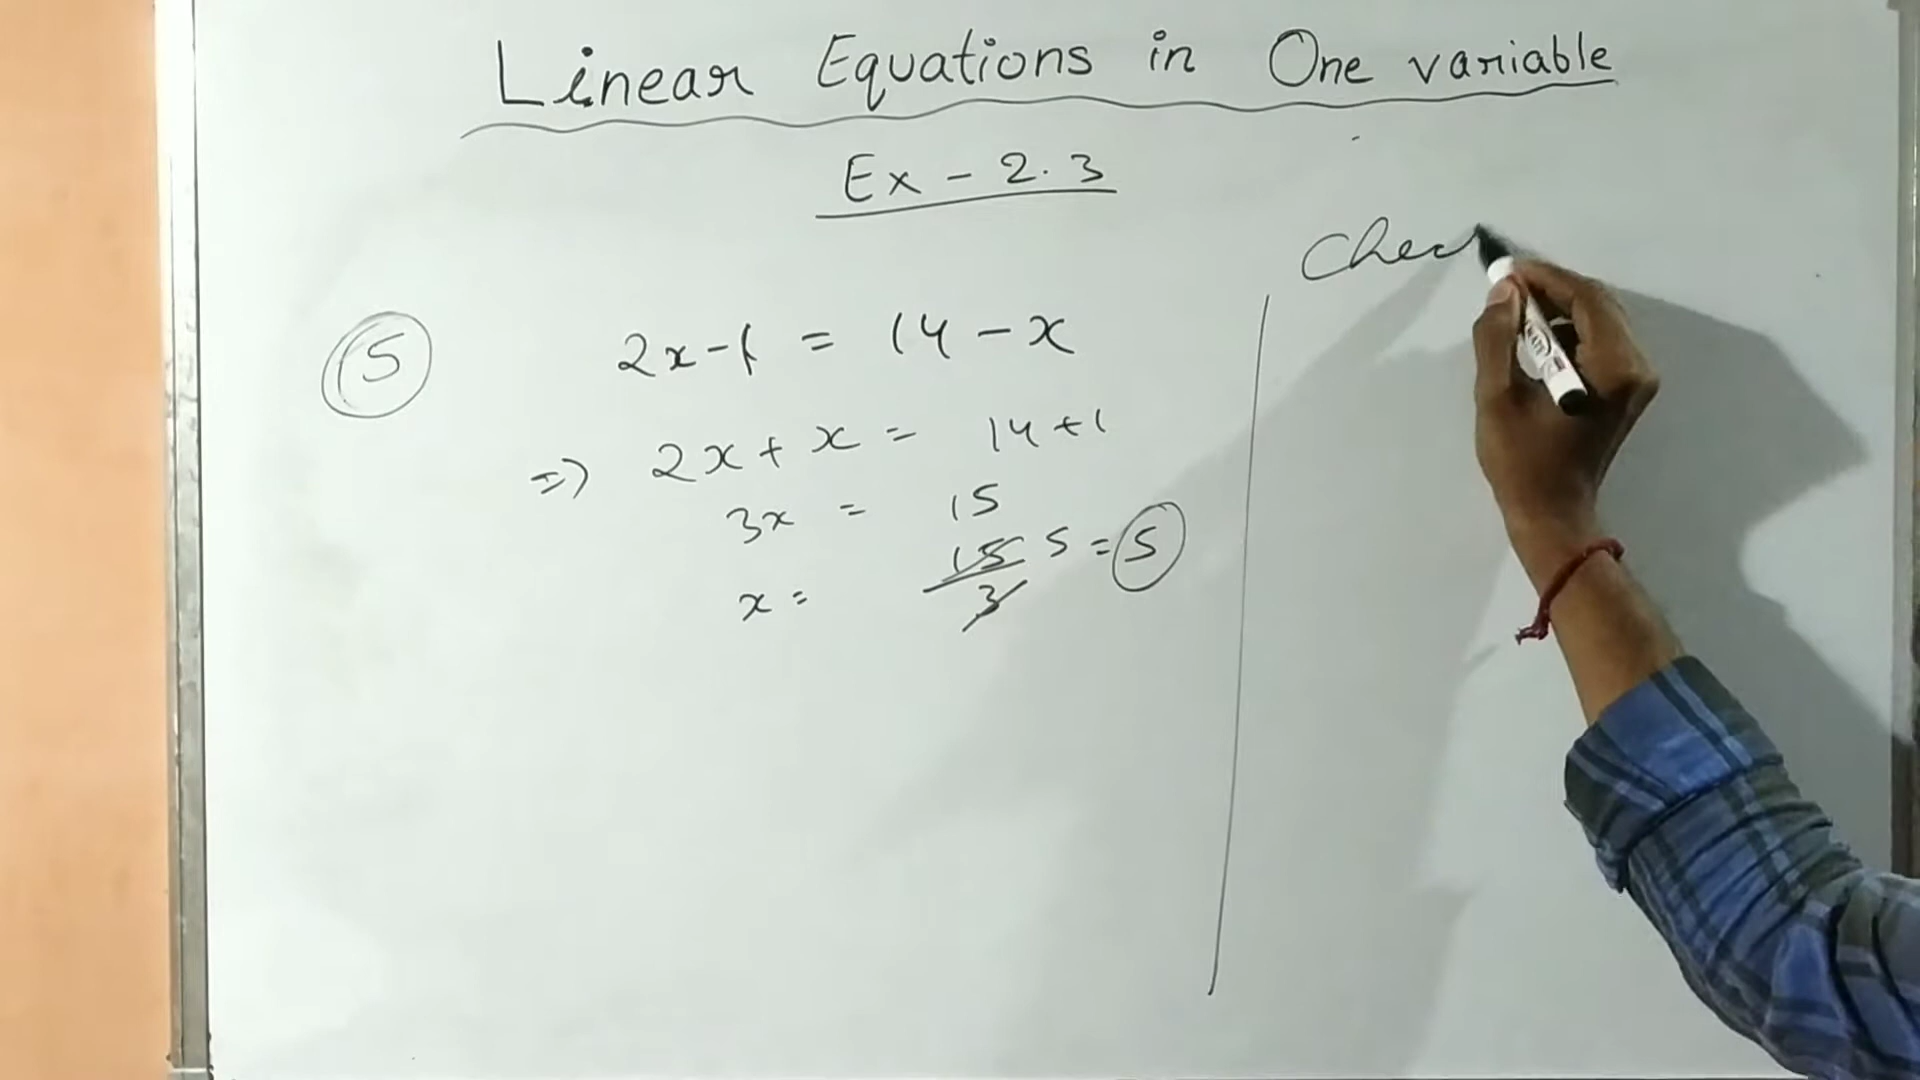 Linear Equations in One variable
Ex - 2.3
5
2x-1 = 14-x
=> 2x+x = 14+1
3x = 15
x = 15/3 5 = 5
Chec